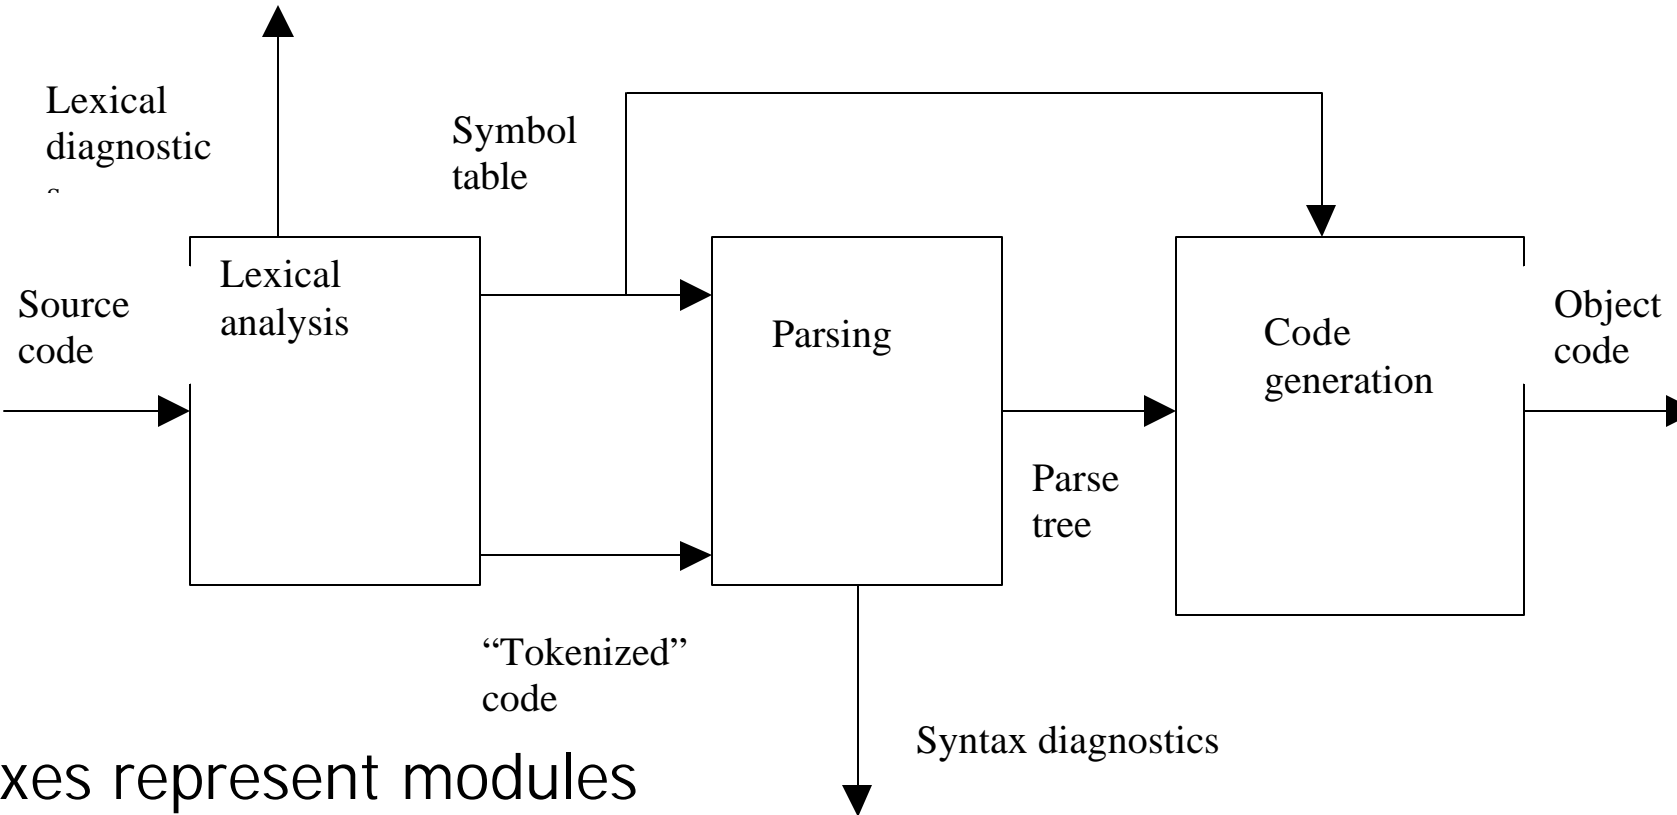 Lexical
diagnostic
s
Symbol
table
Source
code
Lexical
analysis
Parsing
Code
generation
Object
code
Parse
tree
“Tokenized”
code
Syntax diagnostics
xes represent modules